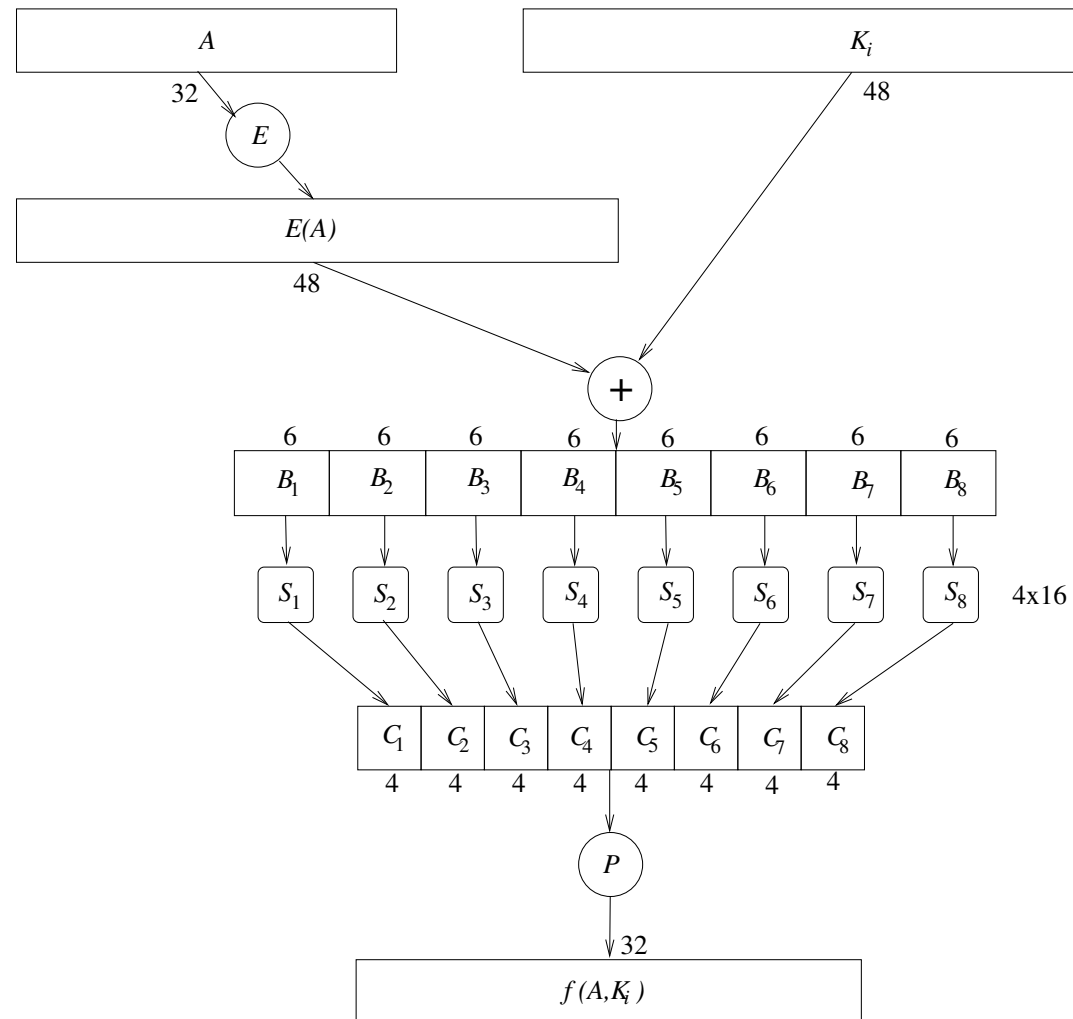 A K_i
32 48
E
E(A)
48
+
6 6 6 6 6 6 6 6
B_1 B_2 B_3 B_4 B_5 B_6 B_7 B_8
S_1 S_2 S_3 S_4 S_5 S_6 S_7 S_8 4x16
C_1 C_2 C_3 C_4 C_5 C_6 C_7 C_8
4 4 4 4 4 4 4 4
P
32
f(A,K_i)